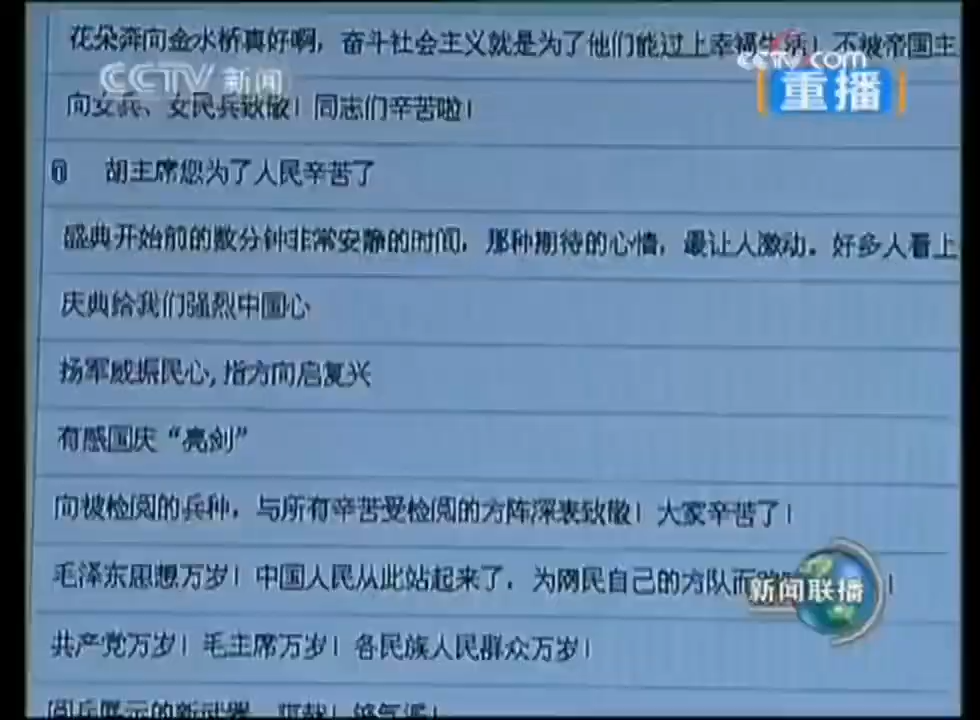 花朵奔向金水桥真好啊，奋斗社会主义就是为了他们能过上幸福生活！不被帝国主
CCTV 新闻
cctv.com
重播
向女兵、女民兵致敬！同志们辛苦啦！
胡主席您为了人民辛苦了
盛典开始前的数分钟非常安静的时间，那种期待的心情，最让人激动。好多人看上
庆典给我们强烈中国心
扬军威振民心,指方向启复兴
有感国庆“亮剑”
向被检阅的兵种，与所有辛苦受检阅的方阵深表致敬！大家辛苦了！
毛泽东思想万岁！中国人民从此站起来了，为网民自己的方队而
新闻联播
共产党万岁！毛主席万岁！各民族人民群众万岁！
阅兵展示的新武器